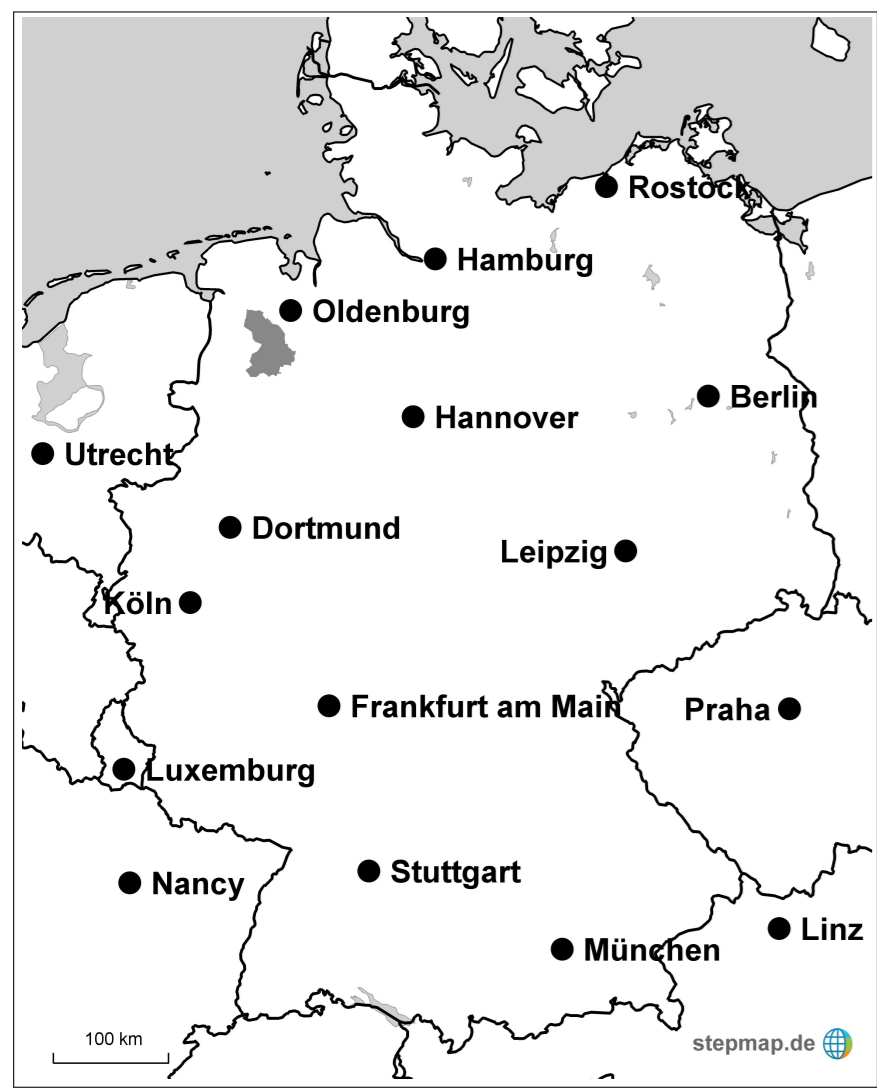 Rostock
Hamburg
Oldenburg
Berlin
Hannover
Utrecht
Dortmund
Leipzig
Köln
Frankfurt am Main
Praha
Luxemburg
Stuttgart
Nancy
Linz
München
100 km
stepmap.de